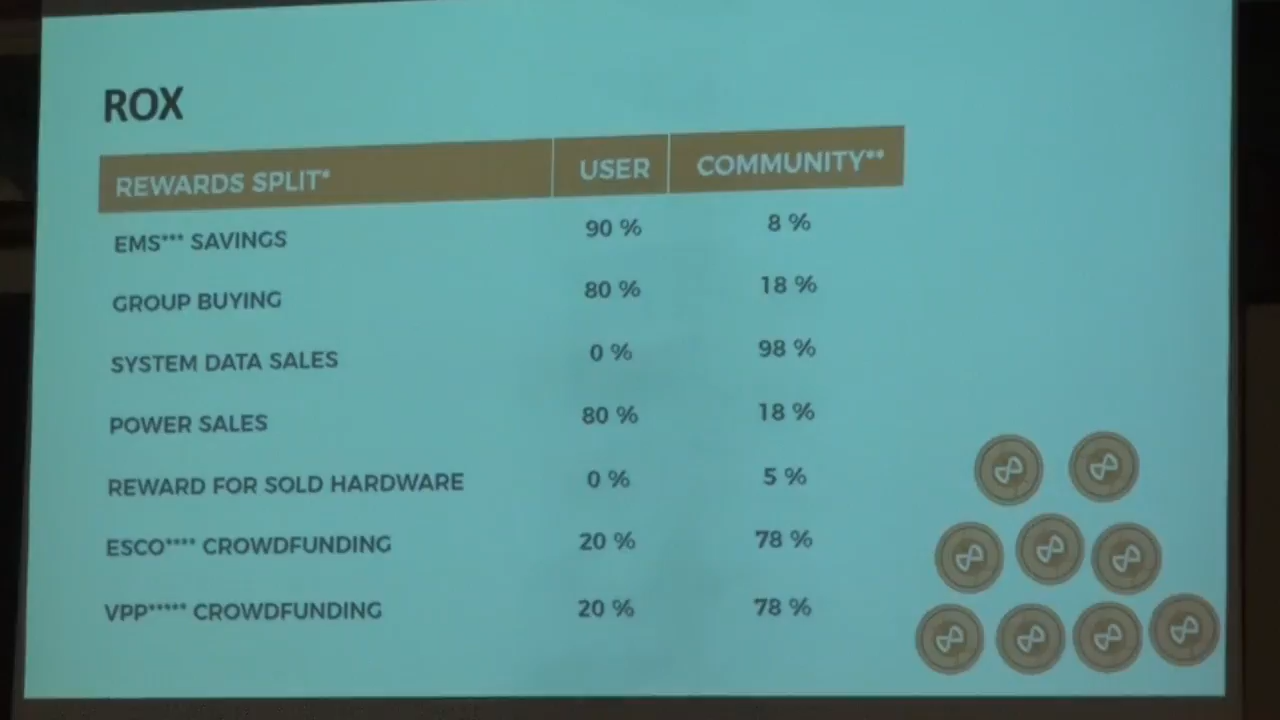 ROX
REWARDS SPLIT* USER COMMUNITY**
EMS*** SAVINGS 90 % 8 %
GROUP BUYING 80 % 18 %
SYSTEM DATA SALES 0 % 98 %
POWER SALES 80 % 18 %
REWARD FOR SOLD HARDWARE 0 % 5 %
ESCO**** CROWDFUNDING 20 % 78 %
VPP***** CROWDFUNDING 20 % 78 %